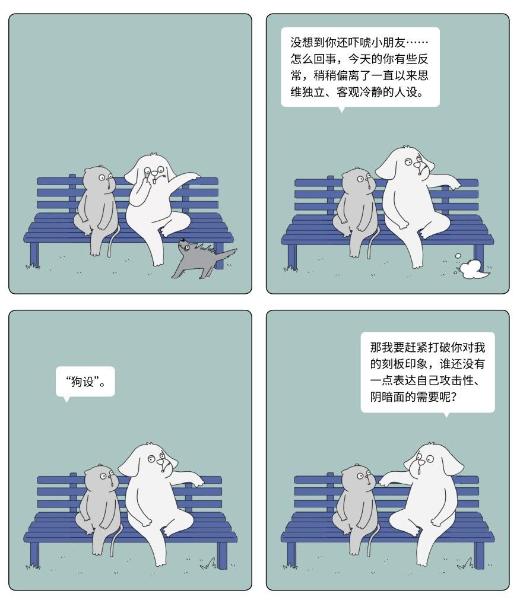 没想到你还吓唬小朋友……
怎么回事，今天的你有些反
常，稍稍偏离了一直以来思
维独立、客观冷静的人设。
“狗设”。
那我要赶紧打破你对我
的刻板印象，谁还没有
一点表达自己攻击性、
阴暗面的需要呢？